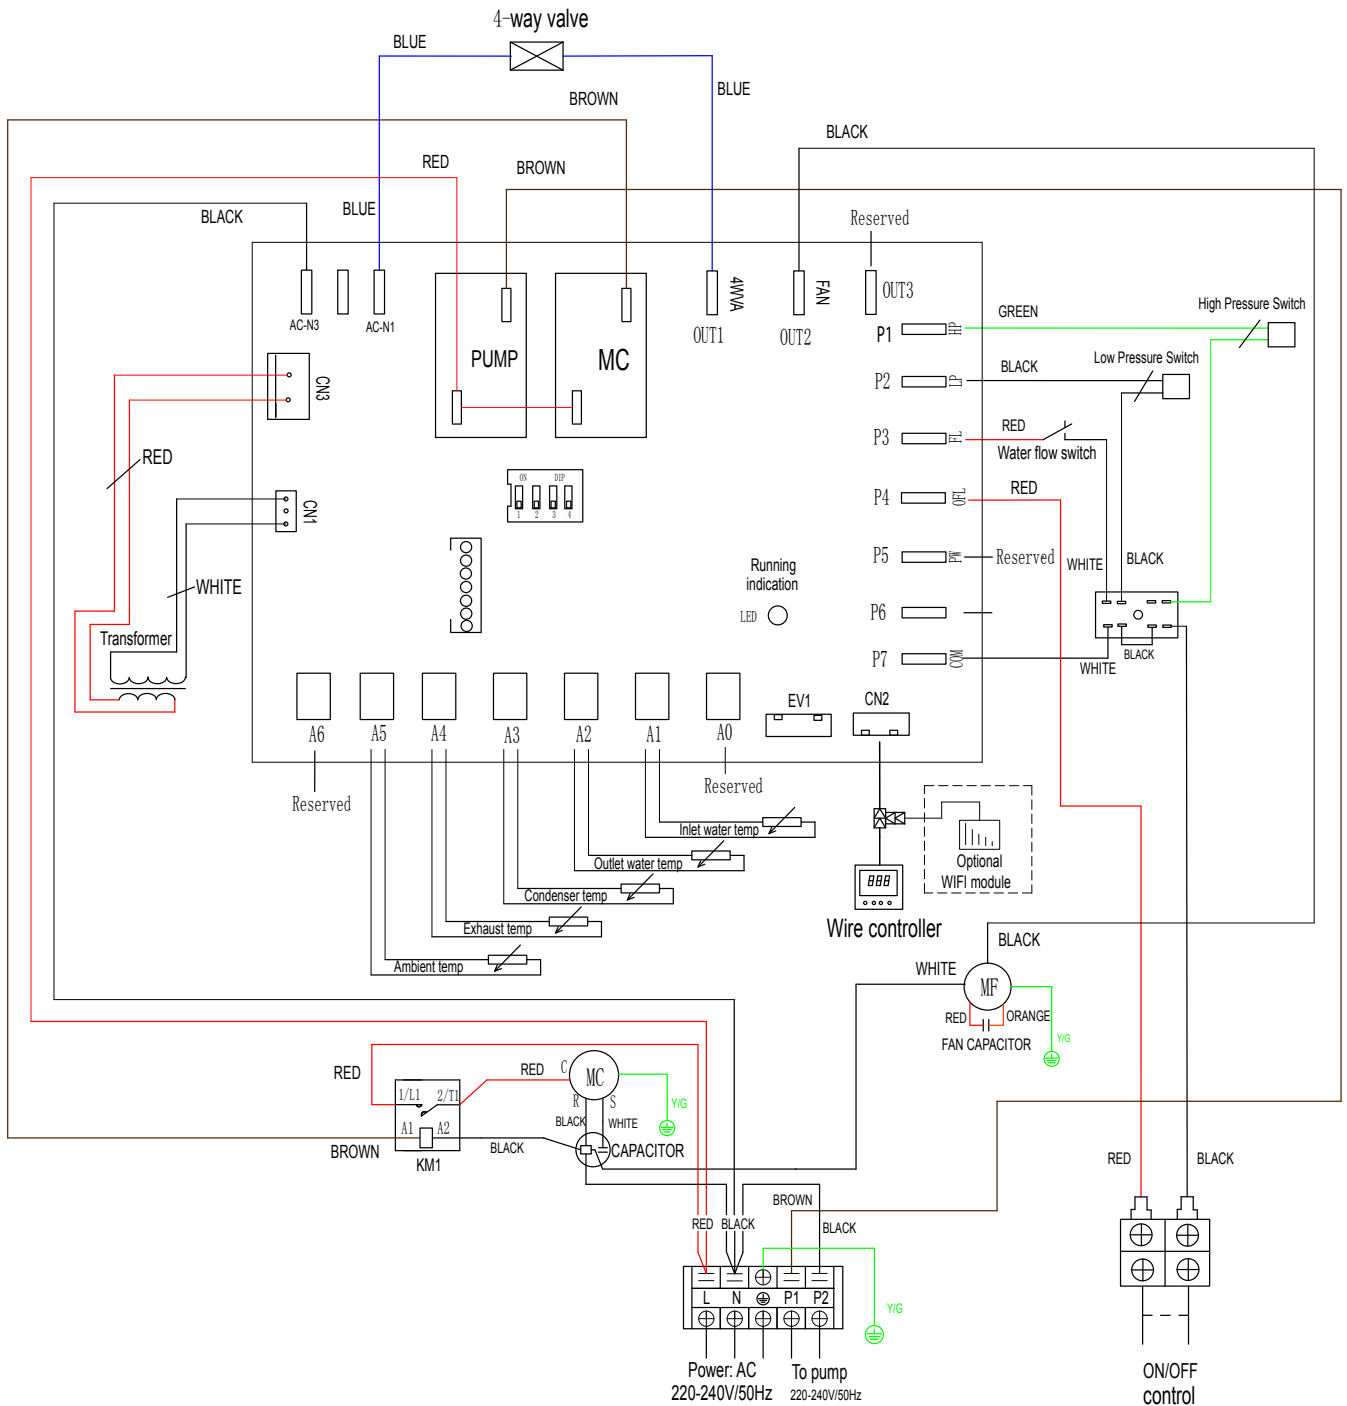 4-way valve
BLUE
BLUE
BROWN
BLACK
RED
BROWN
BLACK
BLUE
Reserved
AC-N3
AC-N1
PUMP
MC
4WVA
OUT1
FAN
OUT2
OUT3
P1
HP
GREEN
High Pressure Switch
P2
LP
BLACK
Low Pressure Switch
CN3
P3
FL
RED
Water flow switch
RED
ON
DIP
1
2
3
4
P4
OFL
RED
CN1
P5
PW
Reserved
WHITE
BLACK
Running
indication
LED
WHITE
P6
Transformer
P7
COM
WHITE
BLACK
A6
A5
A4
A3
A2
A1
A0
EV1
CN2
Reserved
Reserved
Inlet water temp
Outlet water temp
Condenser temp
Exhaust temp
Ambient temp
Optional
WIFI module
888
Wire controller
BLACK
WHITE
MF
RED
ORANGE
FAN CAPACITOR
Y/G
RED
1/L1
2/T1
RED
C
MC
R
S
Y/G
A1
A2
BLACK
WHITE
BROWN
KM1
BLACK
CAPACITOR
RED
BLACK
BROWN
BLACK
RED
BLACK
L
N
P1
P2
Y/G
Power: AC
220-240V/50Hz
To pump
220-240V/50Hz
ON/OFF
control